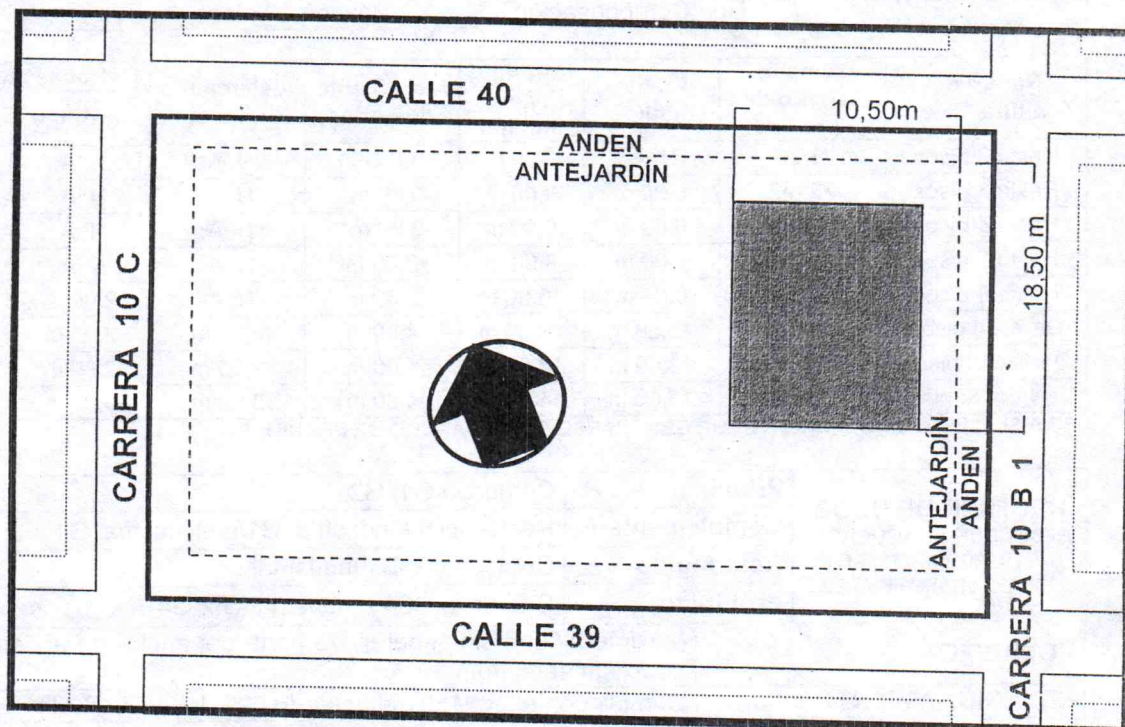 CALLE 40
10,50m
ANDEN
ANTEJARDÍN
CARRERA 10 C
18 50 m
ANTEJARDÍN
ANDEN
CARRERA 10 B 1
CALLE 39